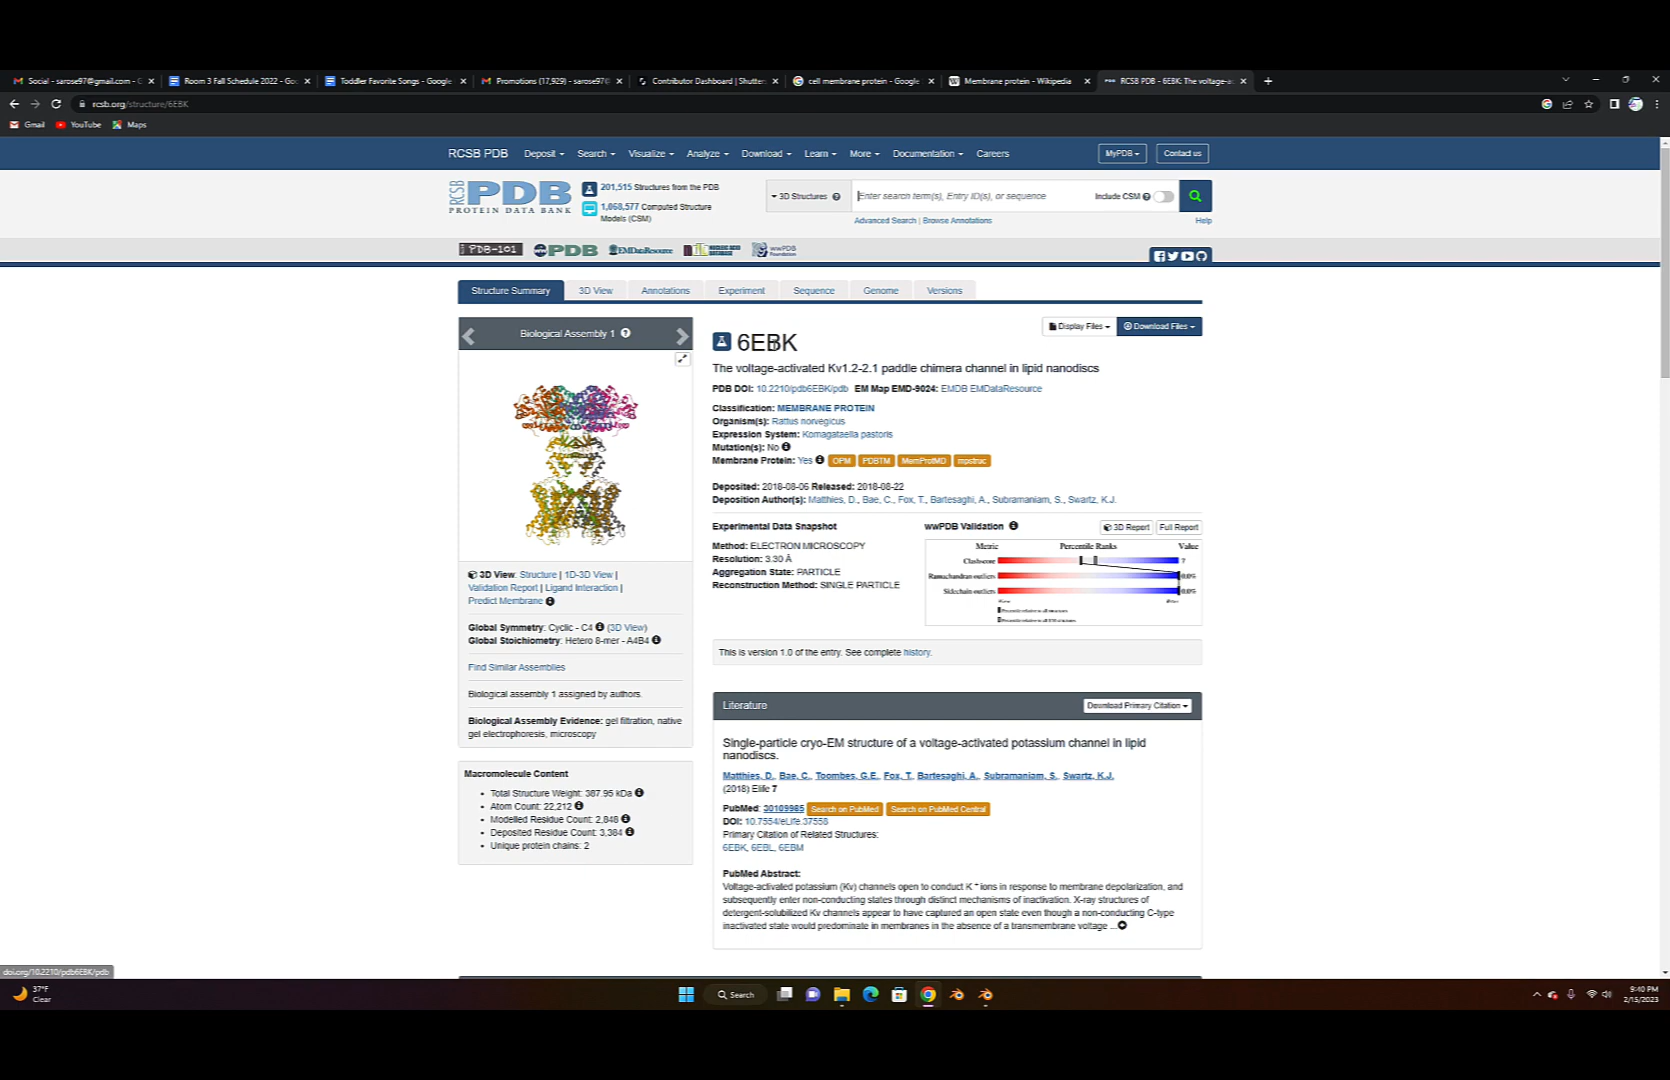 Social - sarose97@gmail.com - G
Room 3 Fall Schedule 2022 - Goo
Toddler Favorite Songs - Google
Promotions (17,929) - sarose97@
Contributor Dashboard | Shutter
cell membrane protein - Google
Membrane protein - Wikipedia
RCSB PDB - 6EBK: The voltage-a
rcsb.org/structure/6EBK
Gmail YouTube Maps
RCSB PDB Deposit Search Visualize Analyze Download Learn More Documentation Careers MyPDB Contact us
RCSB PDB
PROTEIN DATA BANK
201,515 Structures from the PDB
1,068,577 Computed Structure
Models (CSM)
3D Structures
Enter search term(s), Entry ID(s), or sequence
Include CSM
Advanced Search | Browse Annotations
Help
PDB-101 PDB EMDataResource NUCLEIC ACID DATABASE wwPDB Foundation
Structure Summary 3D View Annotations Experiment Sequence Genome Versions
Biological Assembly 1
3D View: Structure | 1D-3D View |
Validation Report | Ligand Interaction |
Predict Membrane
Global Symmetry: Cyclic - C4 (3D View)
Global Stoichiometry: Hetero 8-mer - A4B4
Find Similar Assemblies
Biological assembly 1 assigned by authors.
Biological Assembly Evidence: gel filtration, native
gel electrophoresis, microscopy
Macromolecule Content
Total Structure Weight: 387.95 kDa
Atom Count: 22,212
Modelled Residue Count: 2,848
Deposited Residue Count: 3,384
Unique protein chains: 2
Display Files Download Files
6EBK
The voltage-activated Kv1.2-2.1 paddle chimera channel in lipid nanodiscs
PDB DOI: 10.2210/pdb6EBK/pdb EM Map EMD-9024: EMDB EMDataResource
Classification: MEMBRANE PROTEIN
Organism(s): Rattus norvegicus
Expression System: Komagataella pastoris
Mutation(s): No
Membrane Protein: Yes OPM PDBTM MemProtMD mpstruc
Deposited: 2018-08-06 Released: 2018-08-22
Deposition Author(s): Matthies, D., Bae, C., Fox, T., Bartesaghi, A., Subramaniam, S., Swartz, K.J.
Experimental Data Snapshot
Method: ELECTRON MICROSCOPY
Resolution: 3.30 Å
Aggregation State: PARTICLE
Reconstruction Method: SINGLE PARTICLE
wwPDB Validation 3D Report Full Report
Metric Percentile Ranks Value
Clashscore 7
Ramachandran outliers 0.0%
Sidechain outliers 0.0%
This is version 1.0 of the entry. See complete history.
Literature Download Primary Citation
Single-particle cryo-EM structure of a voltage-activated potassium channel in lipid
nanodiscs.
Matthies, D., Bae, C., Toombes, G.E., Fox, T., Bartesaghi, A., Subramaniam, S., Swartz, K.J.
(2018) Elife 7
PubMed: 30109985 Search on PubMed Search on PubMed Central
DOI: 10.7554/eLife.37558
Primary Citation of Related Structures:
6EBK, 6EBL, 6EBM
PubMed Abstract:
Voltage-activated potassium (Kv) channels open to conduct K + ions in response to membrane depolarization, and
subsequently enter non-conducting states through distinct mechanisms of inactivation. X-ray structures of
detergent-solubilized Kv channels appear to have captured an open state even though a non-conducting C-type
inactivated state would predominate in membranes in the absence of a transmembrane voltage ...
doi.org/10.2210/pdb6EBK/pdb
37°F
Clear
Search
9:40 PM
2/15/2023